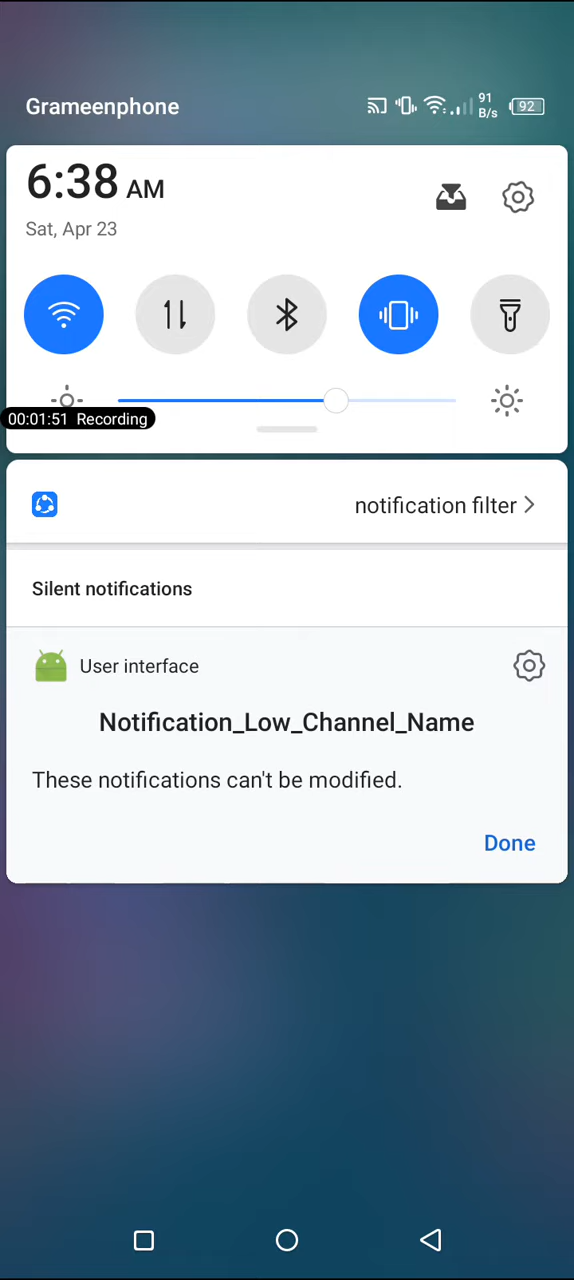 Grameenphone
91
B/s
92
6:38 AM
Sat, Apr 23
00:01:51 Recording
notification filter
Silent notifications
User interface
Notification_Low_Channel_Name
These notifications can't be modified.
Done